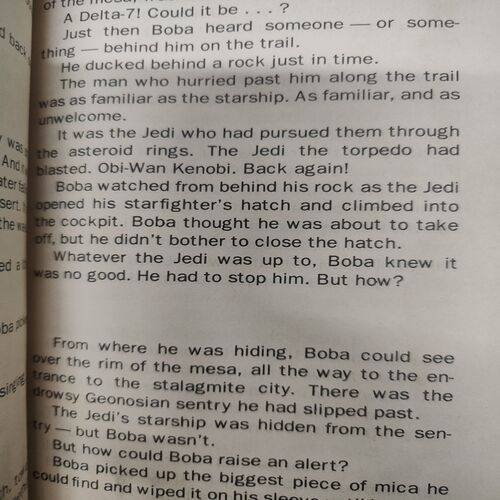 of the mesa,
A Delta-7! Could it be . . . ?
Just then Boba heard someone — or some-
thing — behind him on the trail.
He ducked behind a rock just in time.
The man who hurried past him along the trail
was as familiar as the starship. As familiar, and as
unwelcome.
It was the Jedi who had pursued them through
the asteroid rings. The Jedi the torpedo had
blasted. Obi-Wan Kenobi. Back again!
Boba watched from behind his rock as the Jedi
opened his starfighter's hatch and climbed into
the cockpit. Boba thought he was about to take
off, but he didn't bother to close the hatch.
Whatever the Jedi was up to, Boba knew it
was no good. He had to stop him. But how?
From where he was hiding, Boba could see
over the rim of the mesa, all the way to the en-
trance to the stalagmite city. There was the
drowsy Geonosian sentry he had slipped past.
The Jedi's starship was hidden from the sen-
try — but Boba wasn't.
But how could Boba raise an alert?
Boba picked up the biggest piece of mica he
could find and wiped it on his sleeve